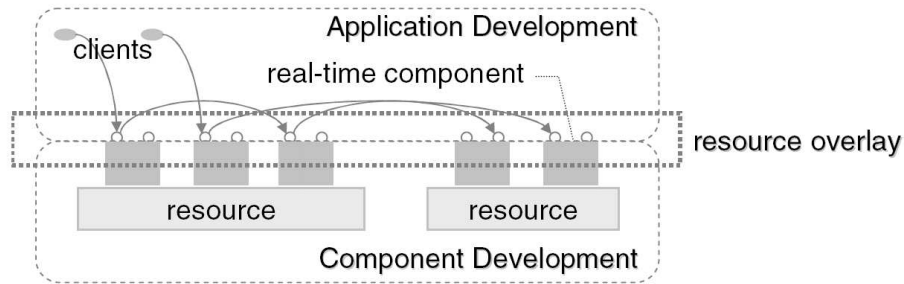 Application Development
clients
real-time component
resource overlay
resource
resource
Component Development